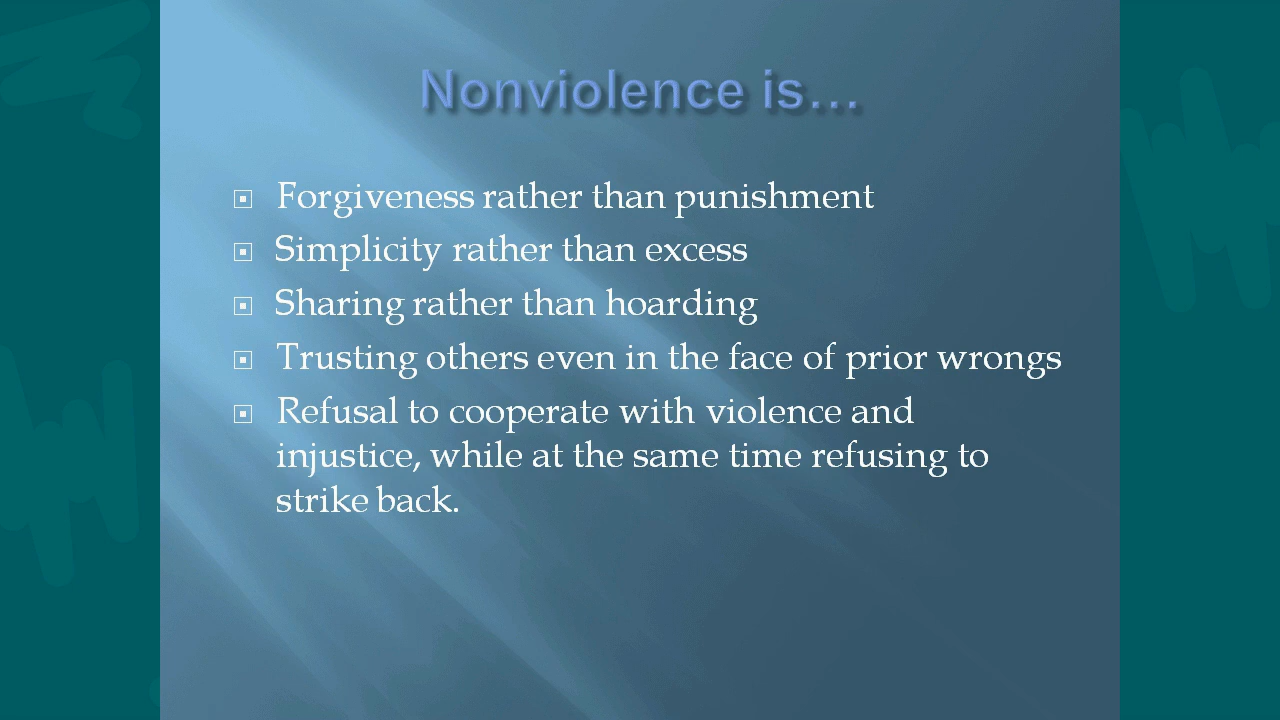 Nonviolence is…
Forgiveness rather than punishment
Simplicity rather than excess
Sharing rather than hoarding
Trusting others even in the face of prior wrongs
Refusal to cooperate with violence and
injustice, while at the same time refusing to
strike back.